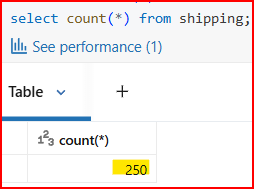 select count(*) from shipping;
See performance (1)
Table +
123 count(*)
250